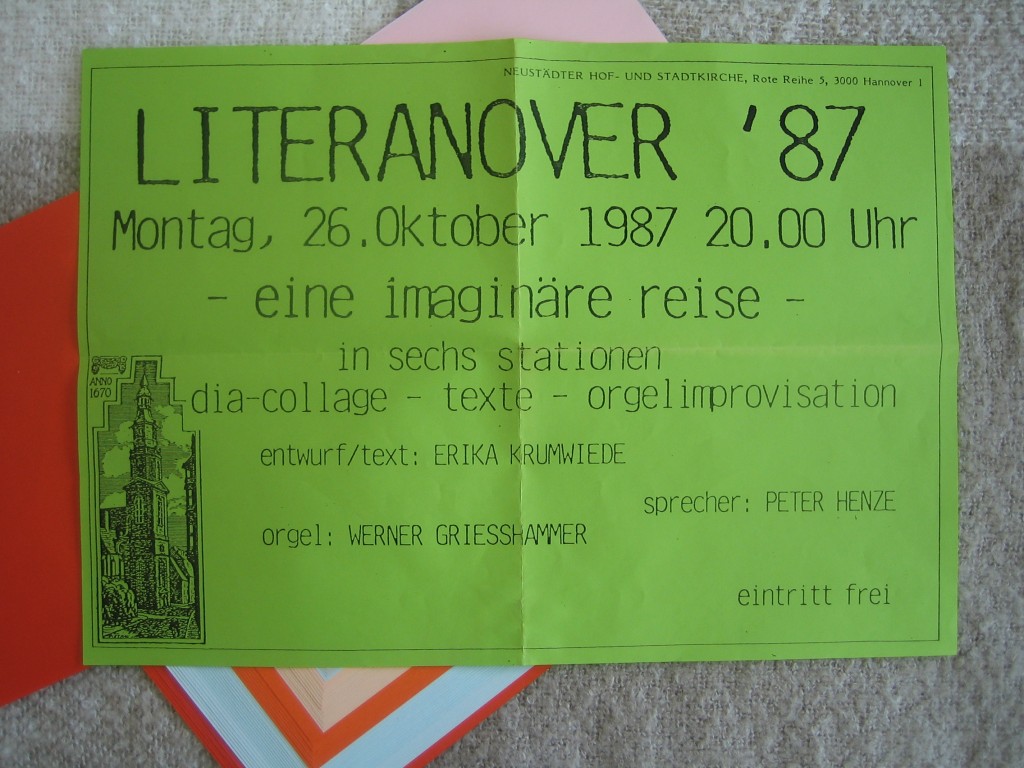 NEUSTÄDTER HOF- UND STADTKIRCHE, Rote Reihe 5, 3000 Hannover 1
LITERANOVER '87
Montag, 26.Oktober 1987 20.00 Uhr
- eine imaginäre reise -
in sechs stationen
dia-collage - texte - orgelimprovisation
ANNO
1670
entwurf/text: ERIKA KRUMWIEDE
sprecher: PETER HENZE
orgel: WERNER GRIESSHAMMER
eintritt frei